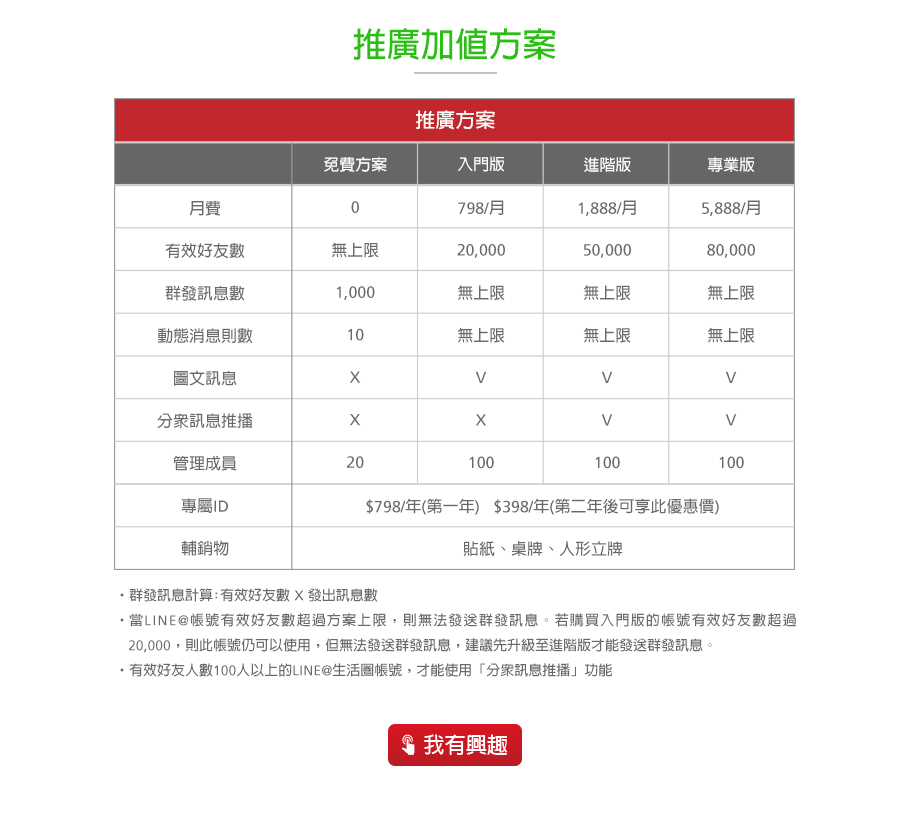 推廣加值方案
推廣方案
免費方案 入門版 進階版 專業版
月費 0 798/月 1,888/月 5,888/月
有效好友數 無上限 20,000 50,000 80,000
群發訊息數 1,000 無上限 無上限 無上限
動態消息則數 10 無上限 無上限 無上限
圖文訊息 X V V V
分眾訊息推播 X X V V
管理成員 20 100 100 100
專屬ID $798/年(第一年) $398/年(第二年後可享此優惠價)
輔銷物 貼紙、桌牌、人形立牌
・群發訊息計算:有效好友數 X 發出訊息數
・當LINE@帳號有效好友數超過方案上限，則無法發送群發訊息。若購買入門版的帳號有效好友數超過
20,000，則此帳號仍可以使用，但無法發送群發訊息，建議先升級至進階版才能發送群發訊息。
・有效好友人數100人以上的LINE@生活圈帳號，才能使用「分眾訊息推播」功能
我有興趣